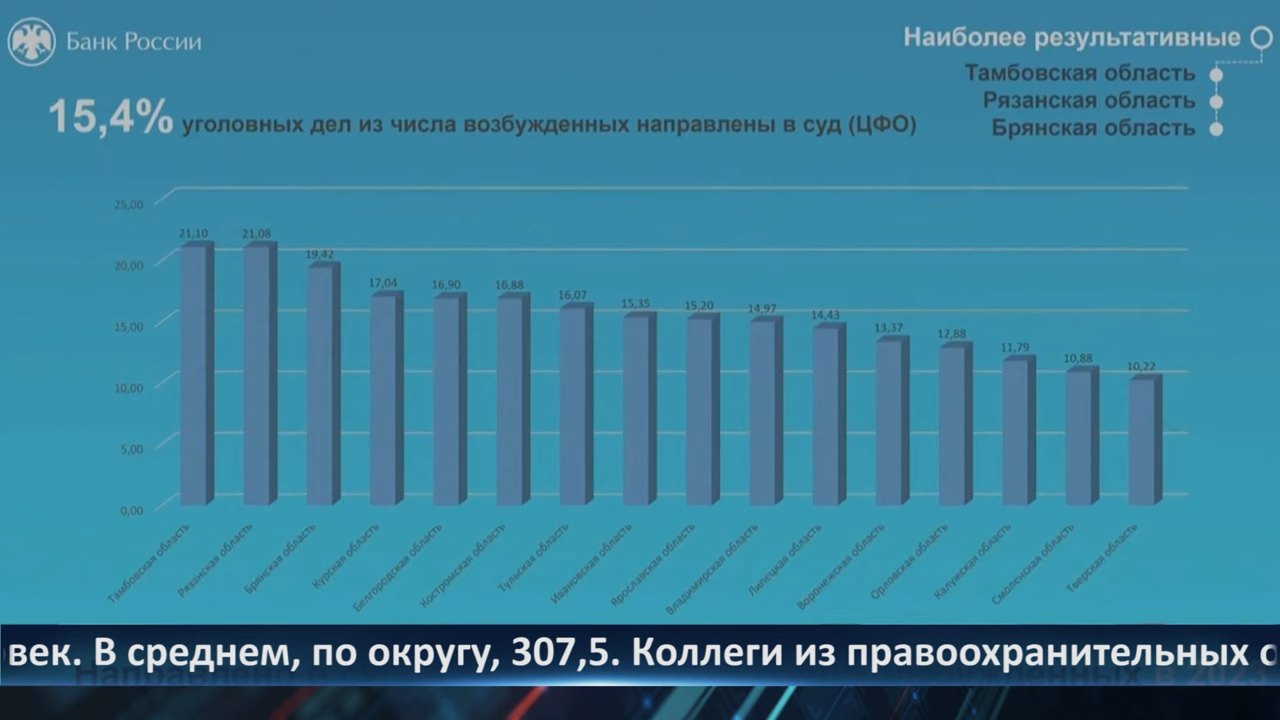 Банк России
Наиболее результативные
Тамбовская область
Рязанская область
Брянская область
15,4% уголовных дел из числа возбужденных направлены в суд (ЦФО)
25,00
20,00
15,00
10,00
5,00
0,00
21,10
21,08
19,42
17,04
16,90
16,88
16,07
15,35
15,20
14,97
14,43
13,37
12,88
11,79
10,88
10,22
Тамбовская область
Рязанская область
Брянская область
Курская область
Белгородская область
Костромская область
Тульская область
Ивановская область
Ярославская область
Владимирская область
Липецкая область
Воронежская область
Орловская область
Калужская область
Смоленская область
Тверская область
век. В среднем, по округу, 307,5. Коллеги из правоохранительных о